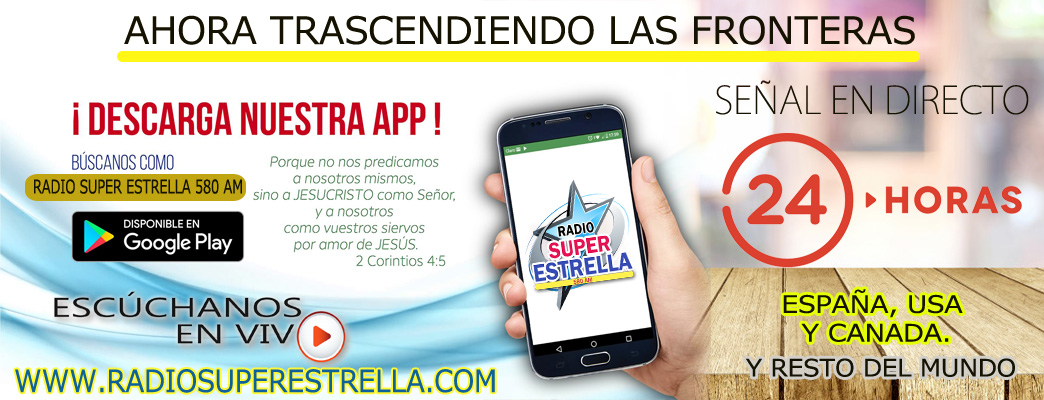 AHORA TRASCENDIENDO LAS FRONTERAS
¡ DESCARGA NUESTRA APP !
BÚSCANOS COMO
RADIO SUPER ESTRELLA 580 AM
DISPONIBLE EN
Google Play
Porque no nos predicamos
a nosotros mismos,
sino a JESUCRISTO como Señor,
y a nosotros
como vuestros siervos
por amor de JESÚS.
2 Corintios 4:5
ESCÚCHANOS
EN VIV
WWW.RADIOSUPERESTRELLA.COM
RADIO
SUPER
ESTRELLA
580 AM
SEÑAL EN DIRECTO
24 HORAS
ESPAÑA, USA
Y CANADA.
Y RESTO DEL MUNDO